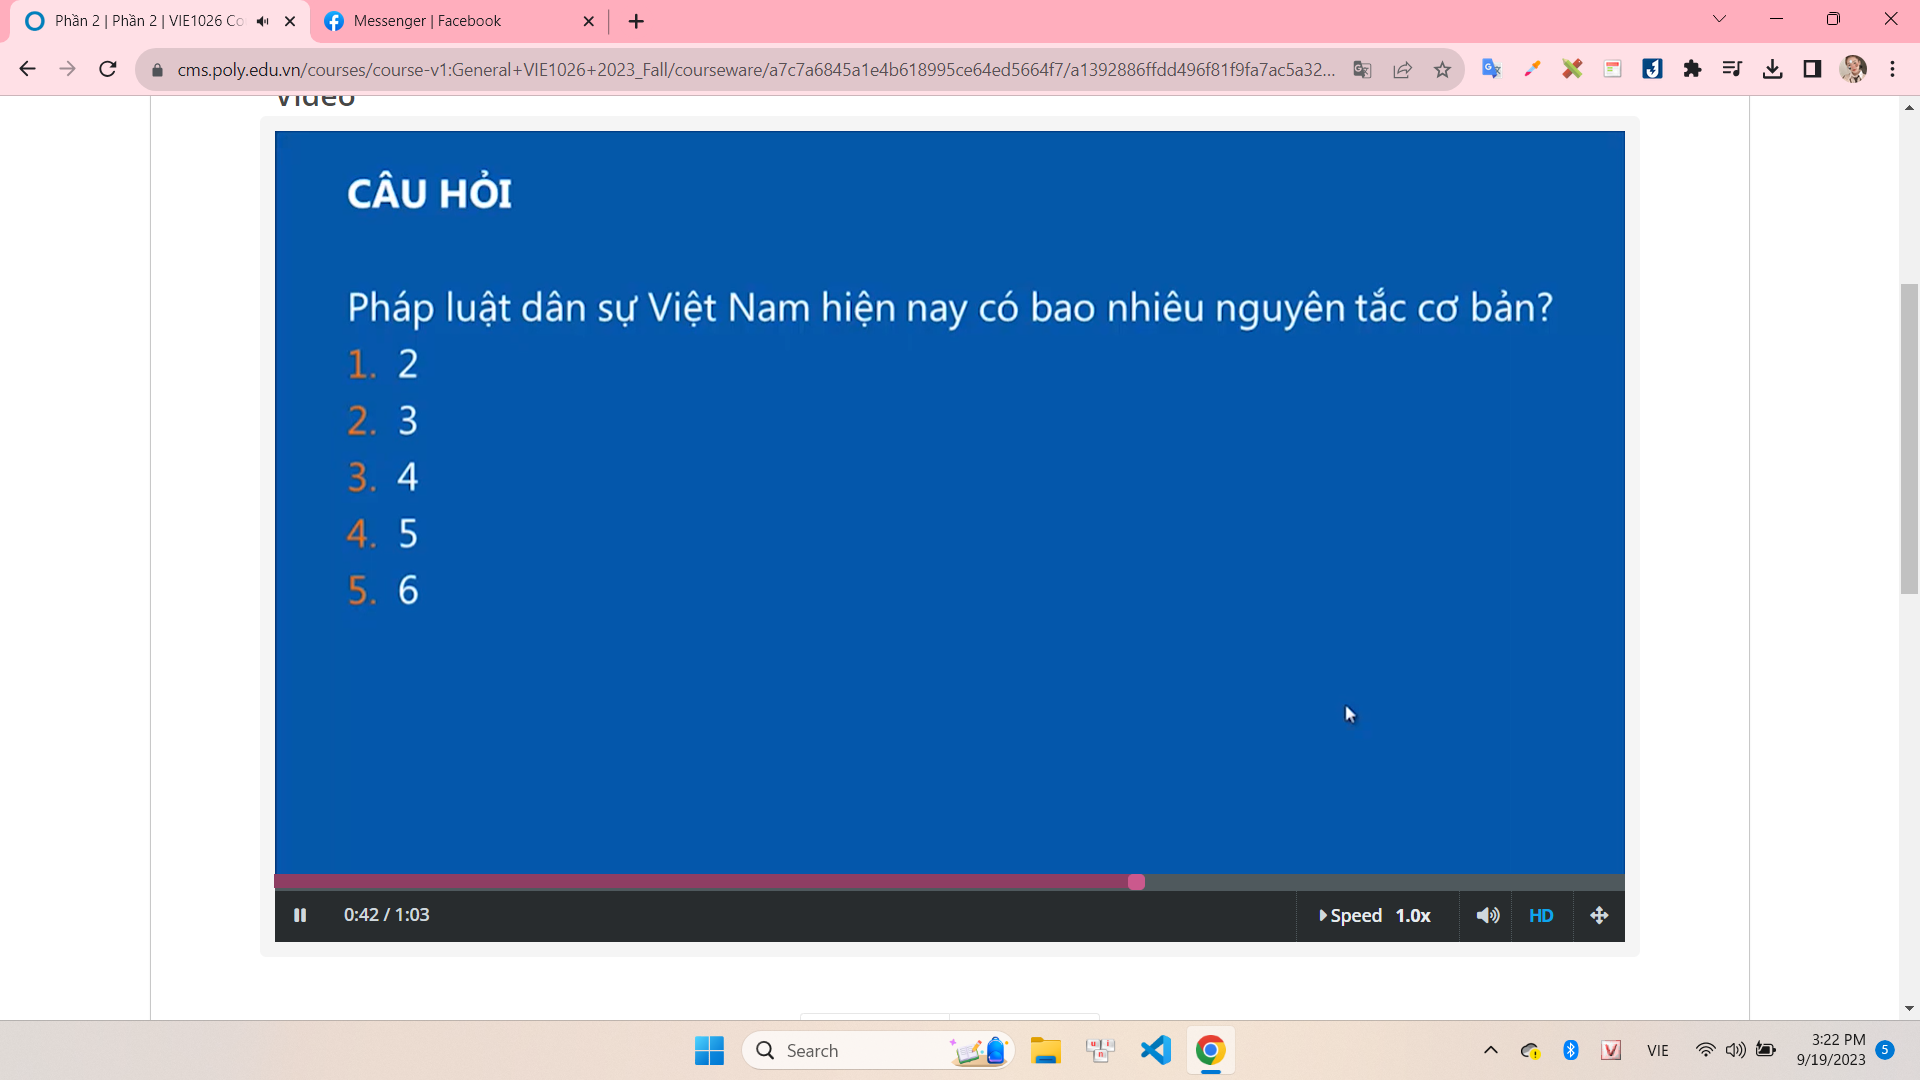 Phần 2 | Phần 2 | VIE1026 Co
Messenger | Facebook
cms.poly.edu.vn/courses/course-v1:General+VIE1026+2023_Fall/courseware/a7c7a6845a1e4b618995ce64ed5664f7/a1392886ffdd496f81f9fa7ac5a32...
Video
CÂU HỎI
Pháp luật dân sự Việt Nam hiện nay có bao nhiêu nguyên tắc cơ bản?
1. 2
2. 3
3. 4
4. 5
5. 6
0:42 / 1:03
Speed 1.0x
HD
Search
VIE
3:22 PM
9/19/2023
5